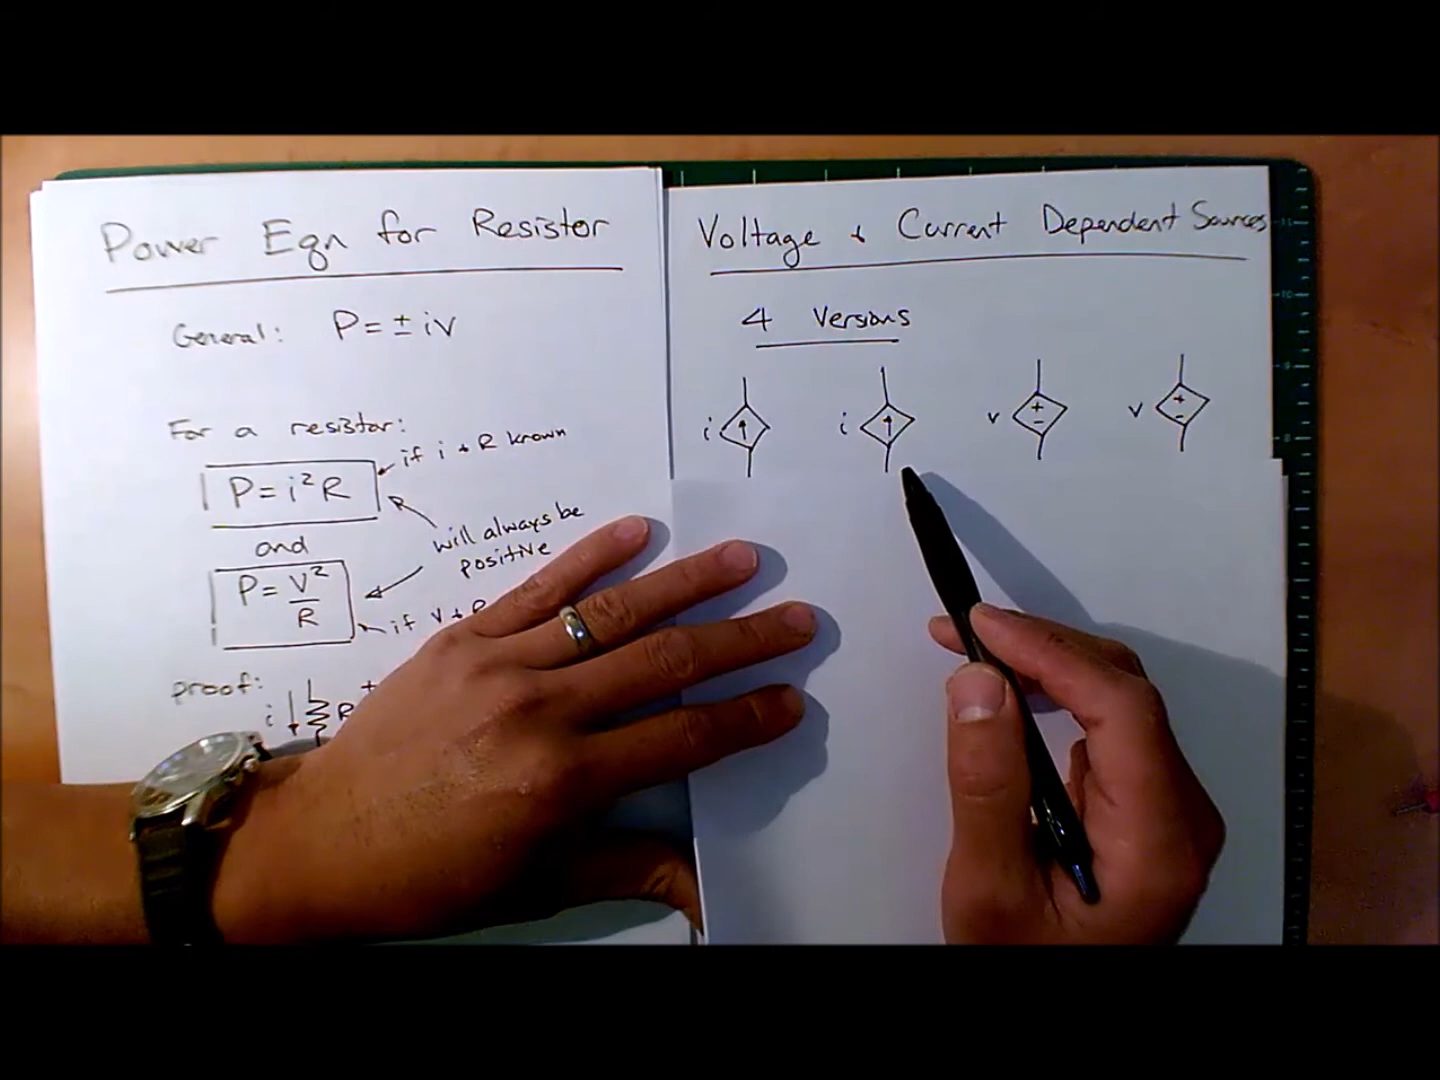 Power Eqn for Resistor
General: P = ± iv
For a resistor:
if i + R known
P = i²R
will always be
positive
and
P = V²/R
if V + R
proof:
i R +
Voltage + Current Dependent Sources
4 Versions
i i v + - v + -